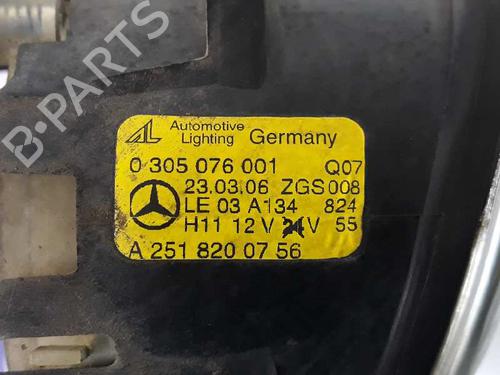 B-PARTS
AL Automotive Lighting Germany
0 305 076 001 Q07
23.03.06 ZGS 008
LE 03 A134 824
H11 12 V 24 V 55
A 251 820 07 56